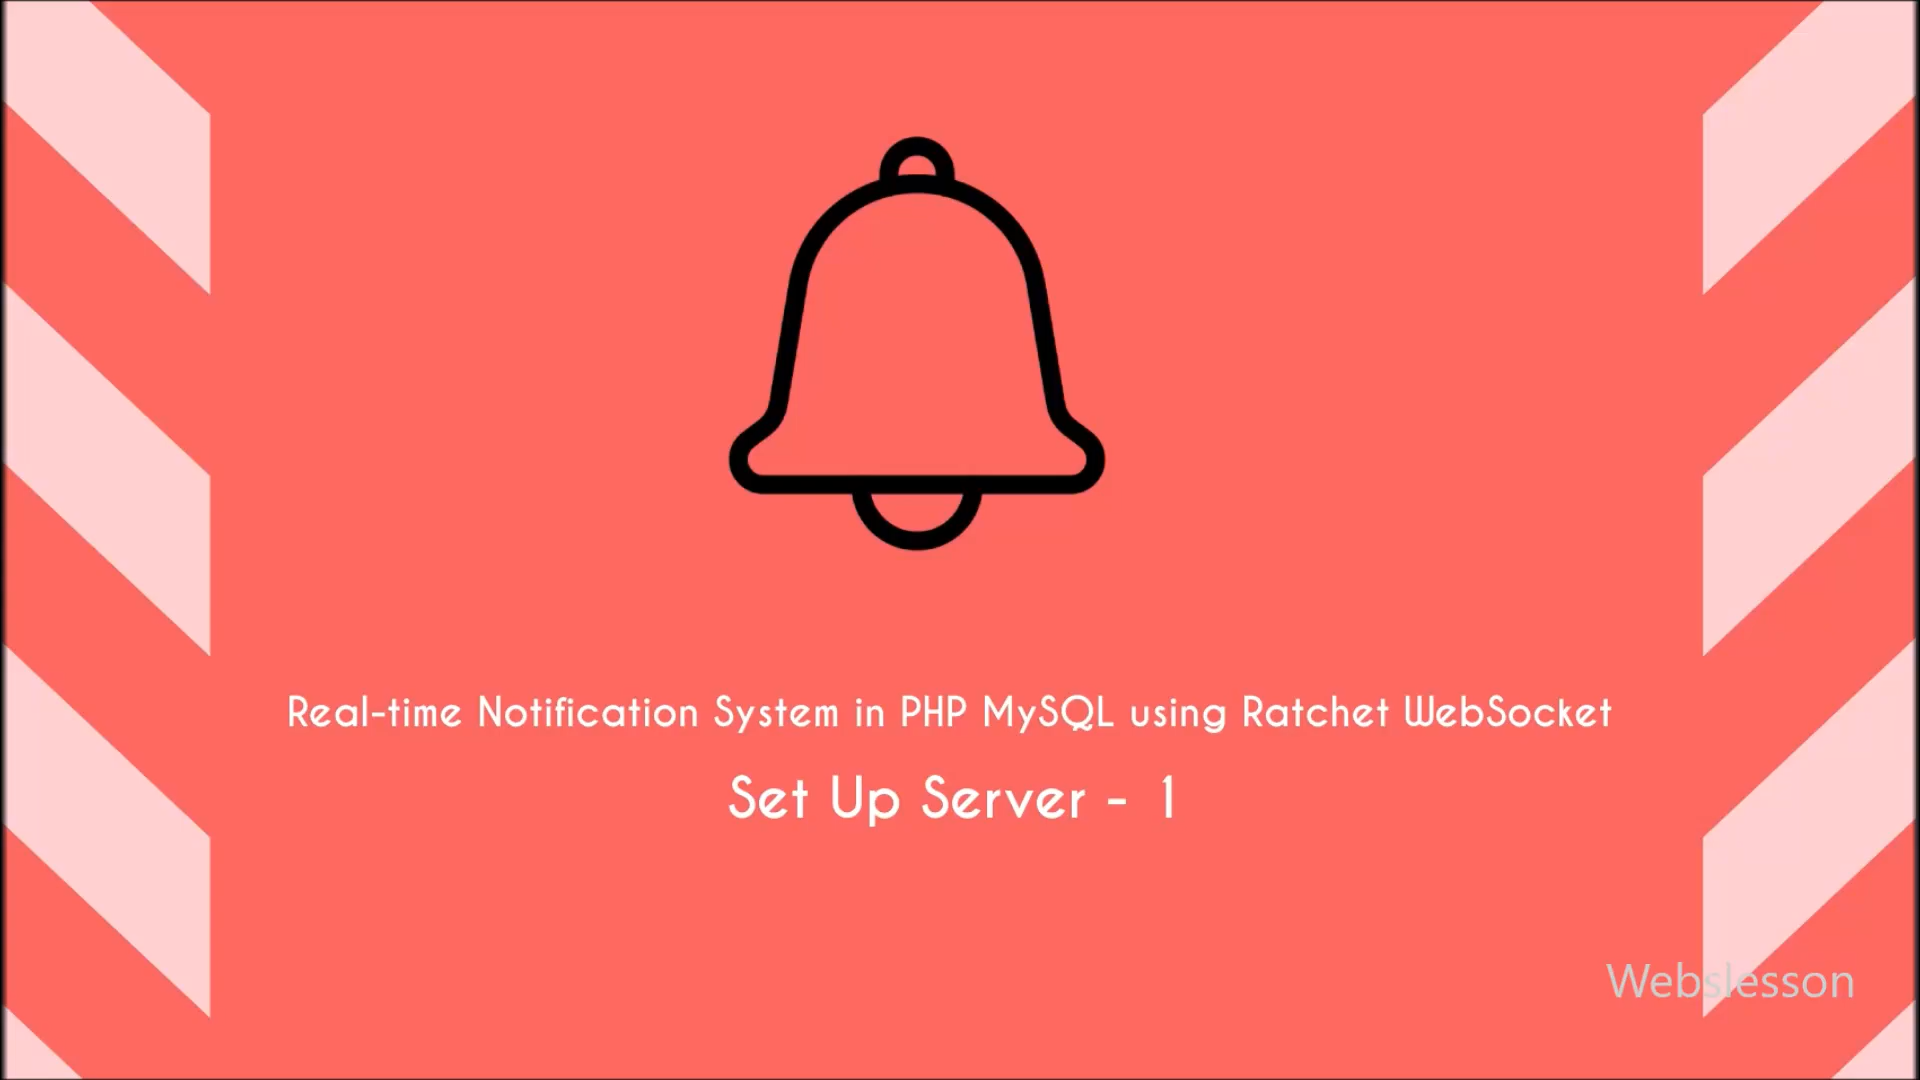 Real-time Notification System in PHP MySQL using Ratchet WebSocket
Set Up Server - 1
Webslesson